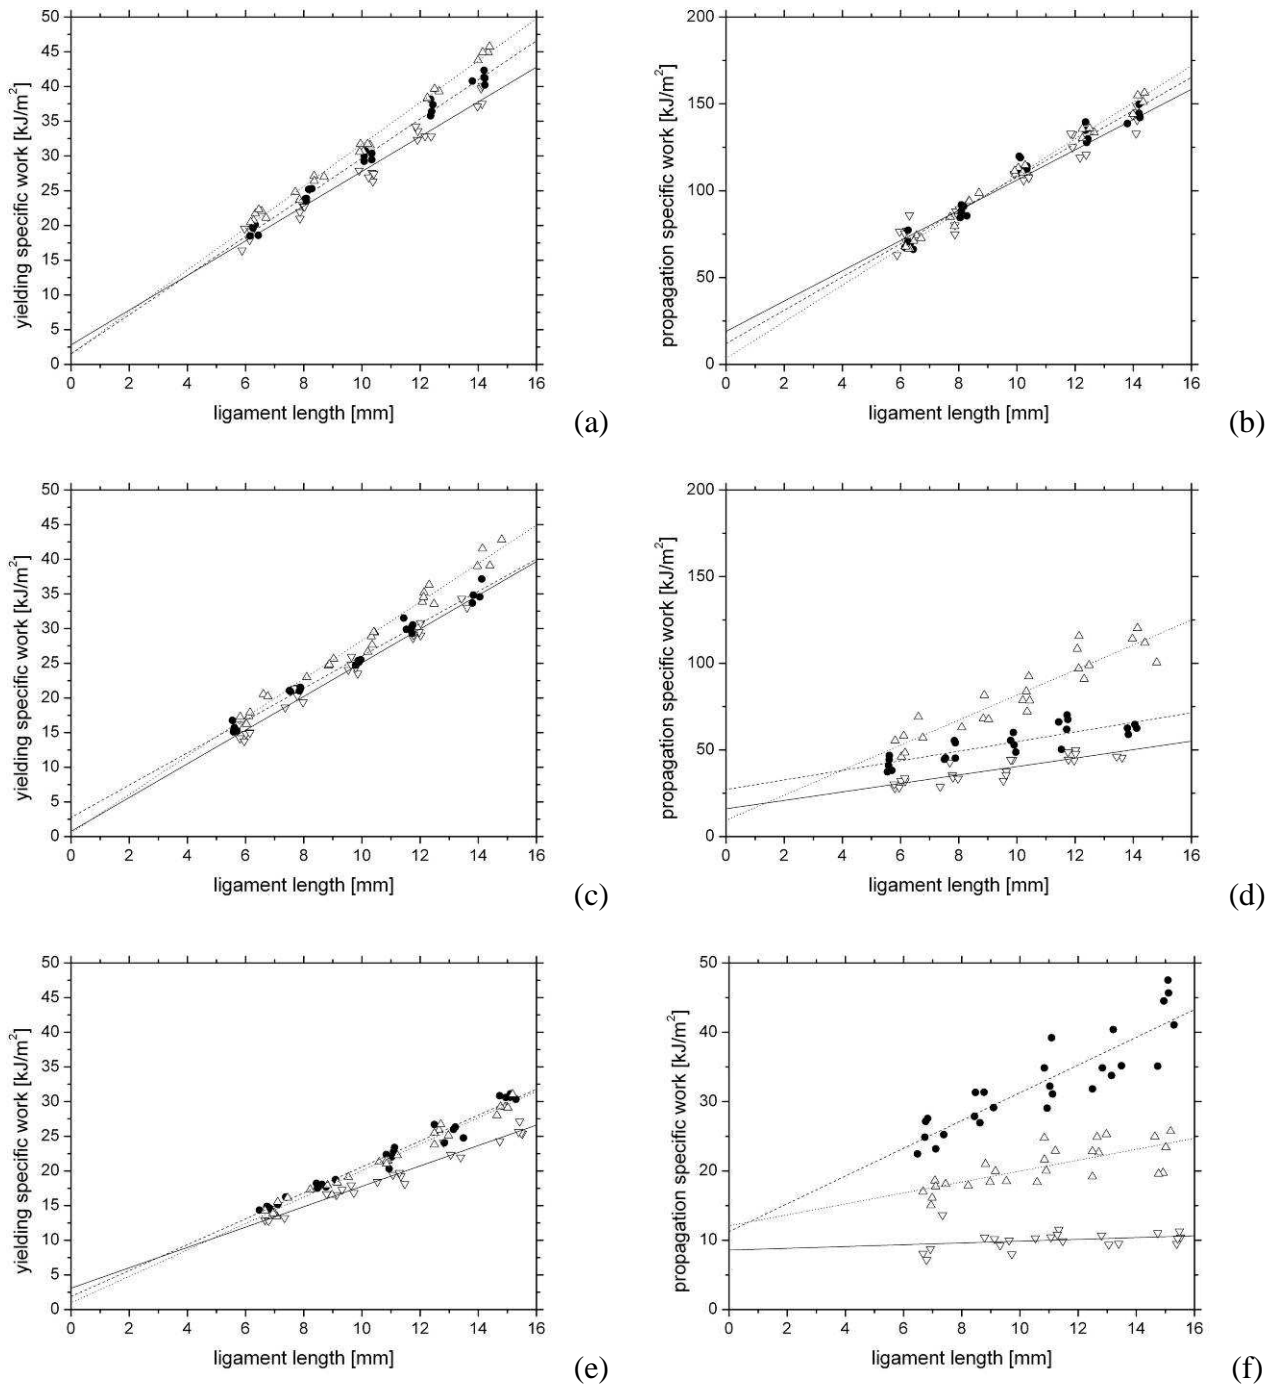 50
45
40
35
30
25
20
15
10
5
0
yielding specific work [kJ/m²]
0 2 4 6 8 10 12 14 16
ligament length [mm]
(a)
200
150
100
50
0
propagation specific work [kJ/m²]
0 2 4 6 8 10 12 14 16
ligament length [mm]
(b)
50
45
40
35
30
25
20
15
10
5
0
yielding specific work [kJ/m²]
0 2 4 6 8 10 12 14 16
ligament length [mm]
(c)
200
150
100
50
0
propagation specific work [kJ/m²]
0 2 4 6 8 10 12 14 16
ligament length [mm]
(d)
50
45
40
35
30
25
20
15
10
5
0
yielding specific work [kJ/m²]
0 2 4 6 8 10 12 14 16
ligament length [mm]
(e)
50
40
30
20
10
0
propagation specific work [kJ/m²]
0 2 4 6 8 10 12 14 16
ligament length [mm]
(f)